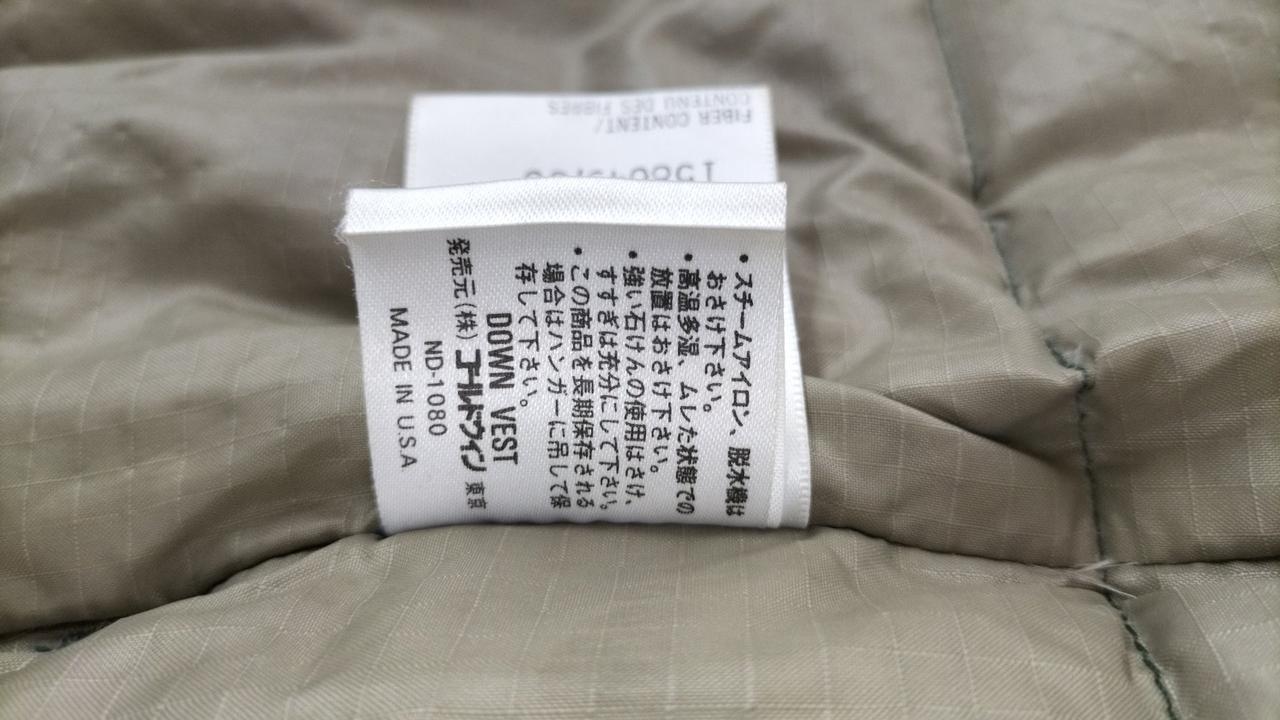 • スチームアイロン、脱水機は
おさけ下さい。
• 高温多湿、ムレた状態での
放置はおさけ下さい。
• 強い石けんの使用はさけ、
すすぎは充分にして下さい。
• この商品を長期保存される
場合はハンガーに吊して保
存して下さい。
DOWN VEST
発売元(株)ゴールドウイン 東京
ND-1080
MADE IN U.S.A
FIBER CONTENT/
CONTENU DES FIBRES